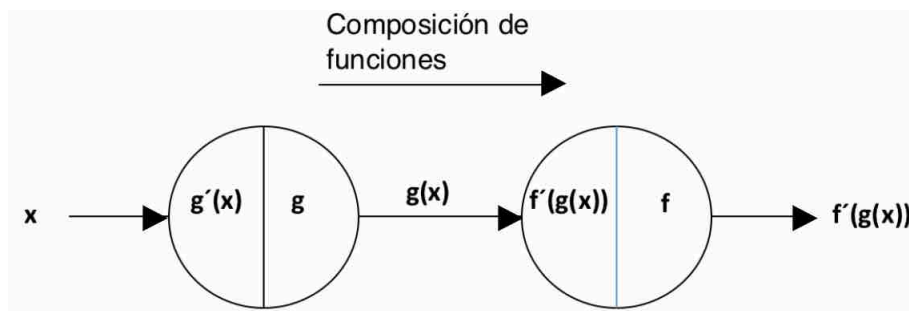 Composición de
funciones
x
g´(x)
g
g(x)
f´(g(x))
f
f´(g(x))